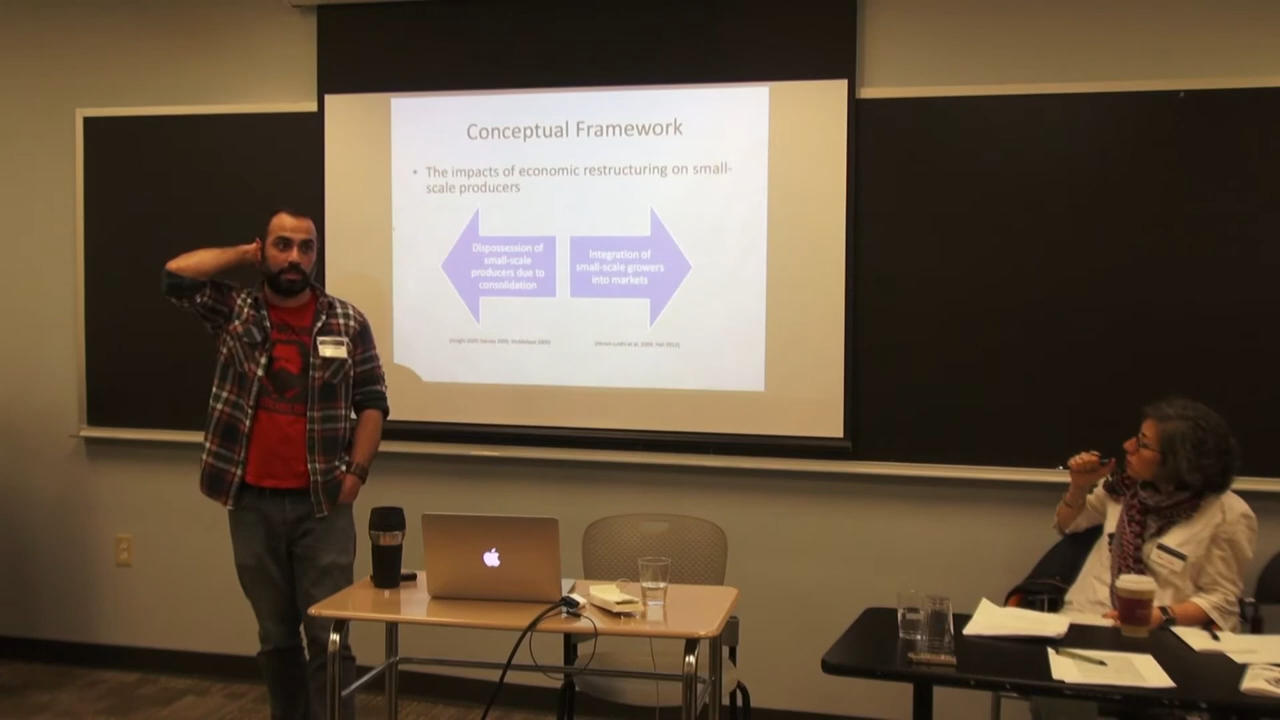 Conceptual Framework
• The impacts of economic restructuring on small-
scale producers
Dispossession of
small-scale
producers due to
consolidation
Integration of
small-scale growers
into markets